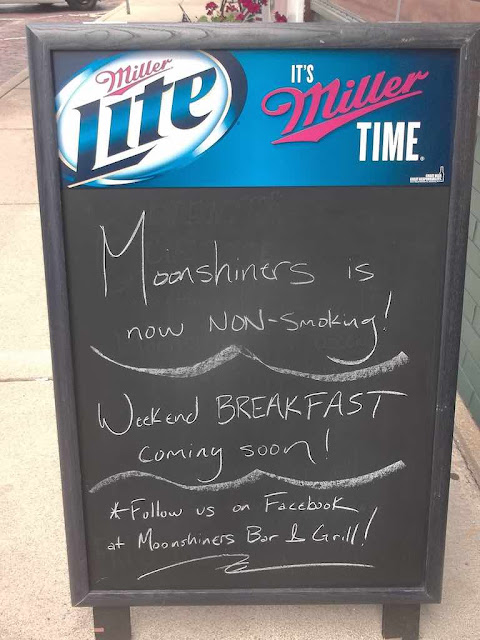 Miller
Lite
IT'S
Miller
TIME
Moonshiners is
now NON-Smoking!
Weekend BREAKFAST
coming soon!
*Follow us on Facebook
at Moonshiners Bar & Grill!